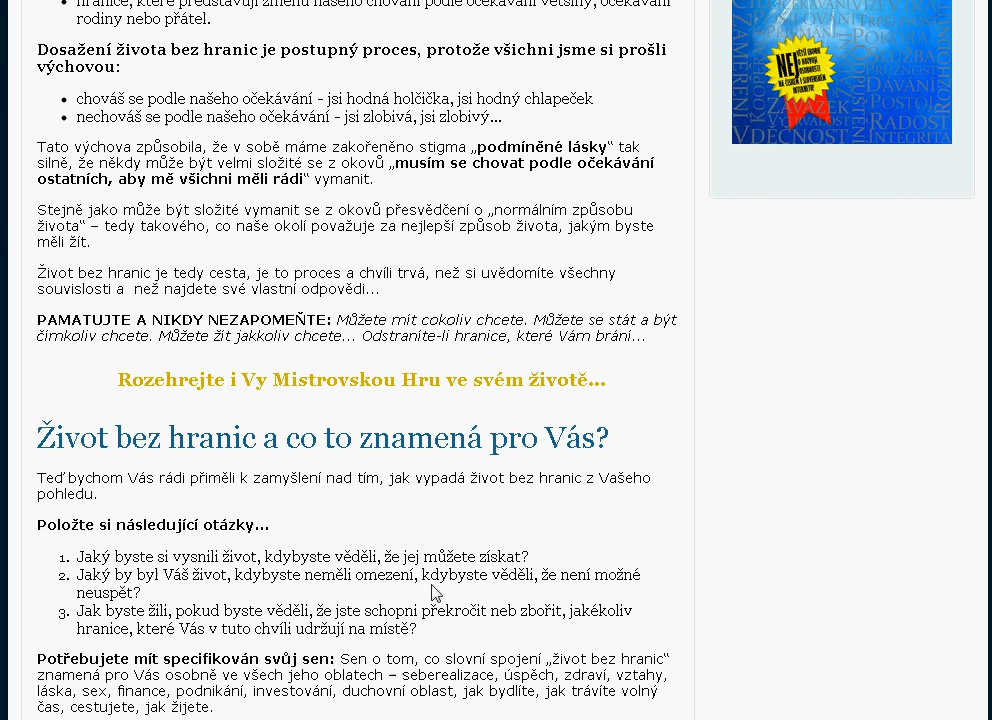 hranice, které představují změnu našeho chování podle očekávání většiny, očekávání
rodiny nebo přátel.
Dosažení života bez hranic je postupný proces, protože všichni jsme si prošli
výchovou:
chováš se podle našeho očekávání - jsi hodná holčička, jsi hodný chlapeček
nechováš se podle našeho očekávání - jsi zlobivá, jsi zlobivý...
Tato výchova způsobila, že v sobě máme zakořeněno stigma „podmíněné lásky“ tak
silně, že někdy může být velmi složité se z okovů „musím se chovat podle očekávání
ostatních, aby mě všichni měli rádi“ vymanit.
Stejně jako může být složité vymanit se z okovů přesvědčení o „normálním způsobu
života“ – tedy takového, co naše okolí považuje za nejlepší způsob života, jakým byste
měli žít.
Život bez hranic je tedy cesta, je to proces a chvíli trvá, než si uvědomíte všechny
souvislosti a než najdete své vlastní odpovědi...
PAMATUJTE A NIKDY NEZAPOMEŇTE: Můžete mít cokoliv chcete. Můžete se stát a být
čímkoliv chcete. Můžete žít jakkoliv chcete... Odstraníte-li hranice, které Vám brání...
Rozehrejte i Vy Mistrovskou Hru ve svém životě...
Život bez hranic a co to znamená pro Vás?
Teď bychom Vás rádi přiměli k zamyšlení nad tím, jak vypadá život bez hranic z Vašeho
pohledu.
Položte si následující otázky...
1. Jaký byste si vysnili život, kdybyste věděli, že jej můžete získat?
2. Jaký by byl Váš život, kdybyste neměli omezení, kdybyste věděli, že není možné
neuspět?
3. Jak byste žili, pokud byste věděli, že jste schopni překročit neb zbořit, jakékoliv
hranice, které Vás v tuto chvíli udržují na místě?
Potřebujete mít specifikován svůj sen: Sen o tom, co slovní spojení „život bez hranic“
znamená pro Vás osobně ve všech jeho oblatech – seberealizace, úspěch, zdraví, vztahy,
láska, sex, finance, podnikání, investování, duchovní oblast, jak bydlíte, jak trávíte volný
čas, cestujete, jak žijete.
POKORA
SLUŽBA
DÁVÁNÍ
POSTOJ
ZÁVAZEK
RADOST
VDĚČNOST
INTEGRITA
NEJ